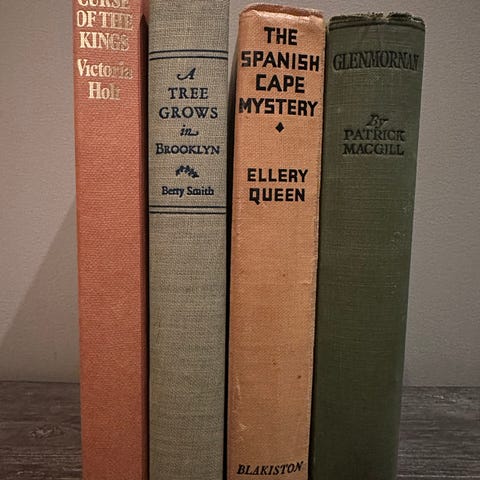 CURSE
OF THE
KINGS
Victoria
Holt
A
TREE
GROWS
in
BROOKLYN
Betty Smith
THE
SPANISH
CAPE
MYSTERY
ELLERY
QUEEN
BLAKISTON
GLENMORNAN
By
PATRICK
MACGILL